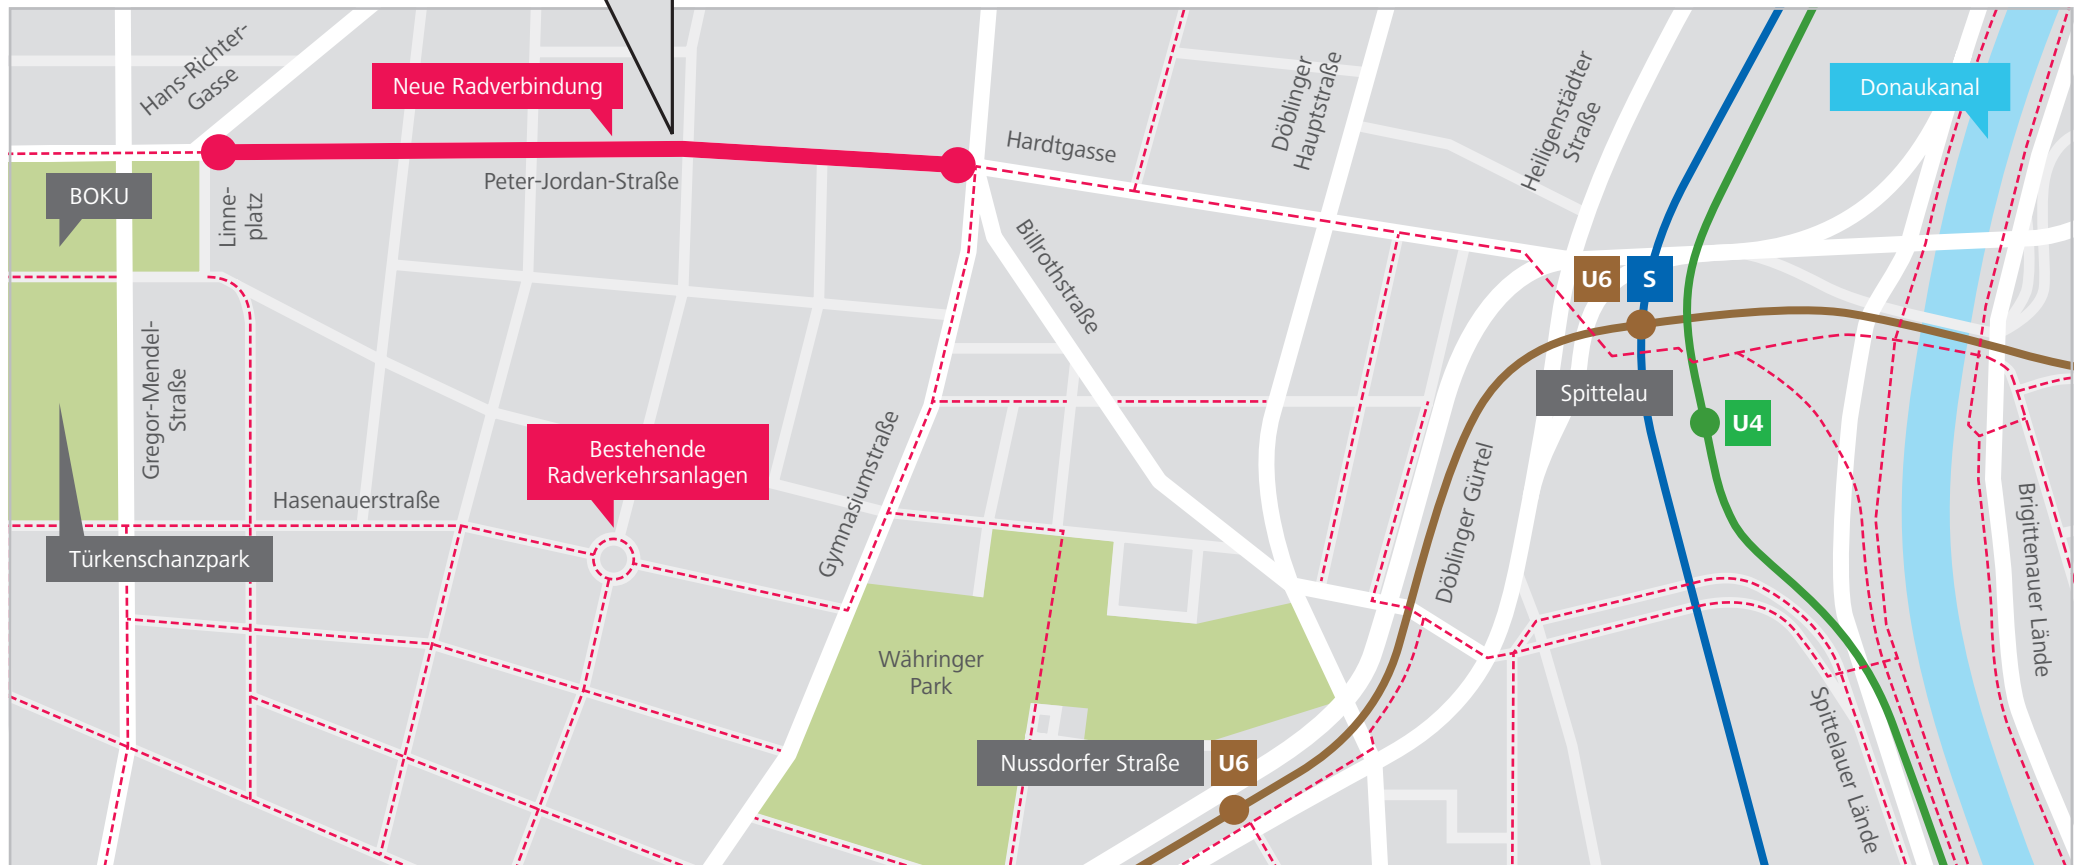 Hans-Richter-
Gasse
Neue Radverbindung
Hardtgasse
Döblinger
Hauptstraße
Heiligenstädter
Straße
Donaukanal
BOKU
Linne-
platz
Peter-Jordan-Straße
Billrothstraße
U6
S
Spittelau
U4
Gregor-Mendel-
Straße
Hasenauerstraße
Bestehende
Radverkehrsanlagen
Gymnasiumstraße
Döblinger Gürtel
Brigittenauer Lände
Türkenschanzpark
Währinger
Park
Nussdorfer Straße
U6
Spittelauer Lände